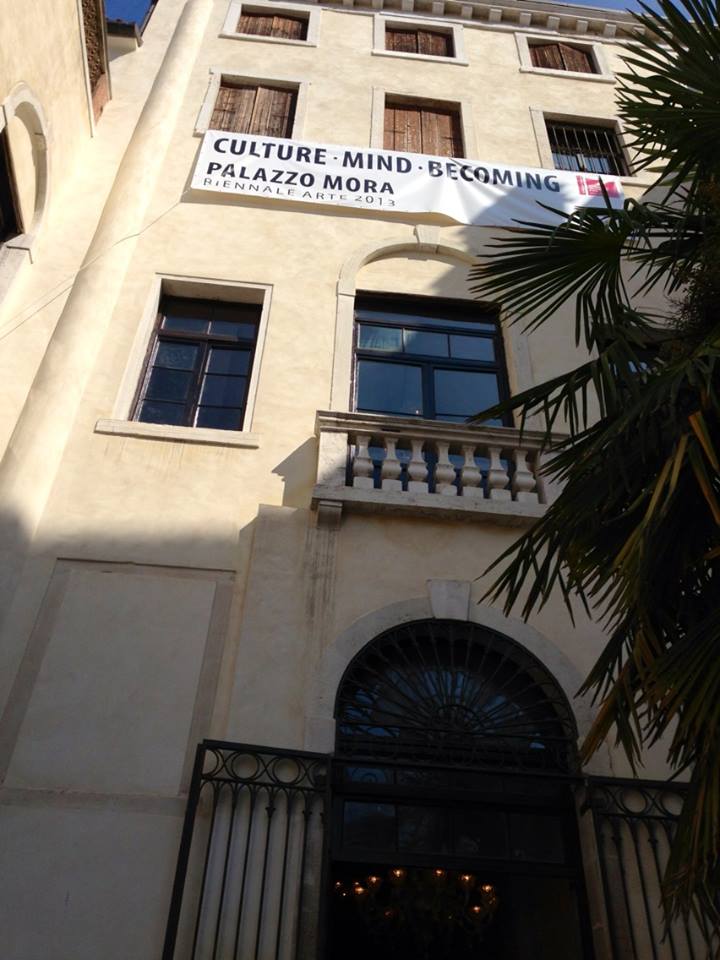 CULTURE · MIND · BECOMING
PALAZZO MORA
BIENNALE ARTE 2013